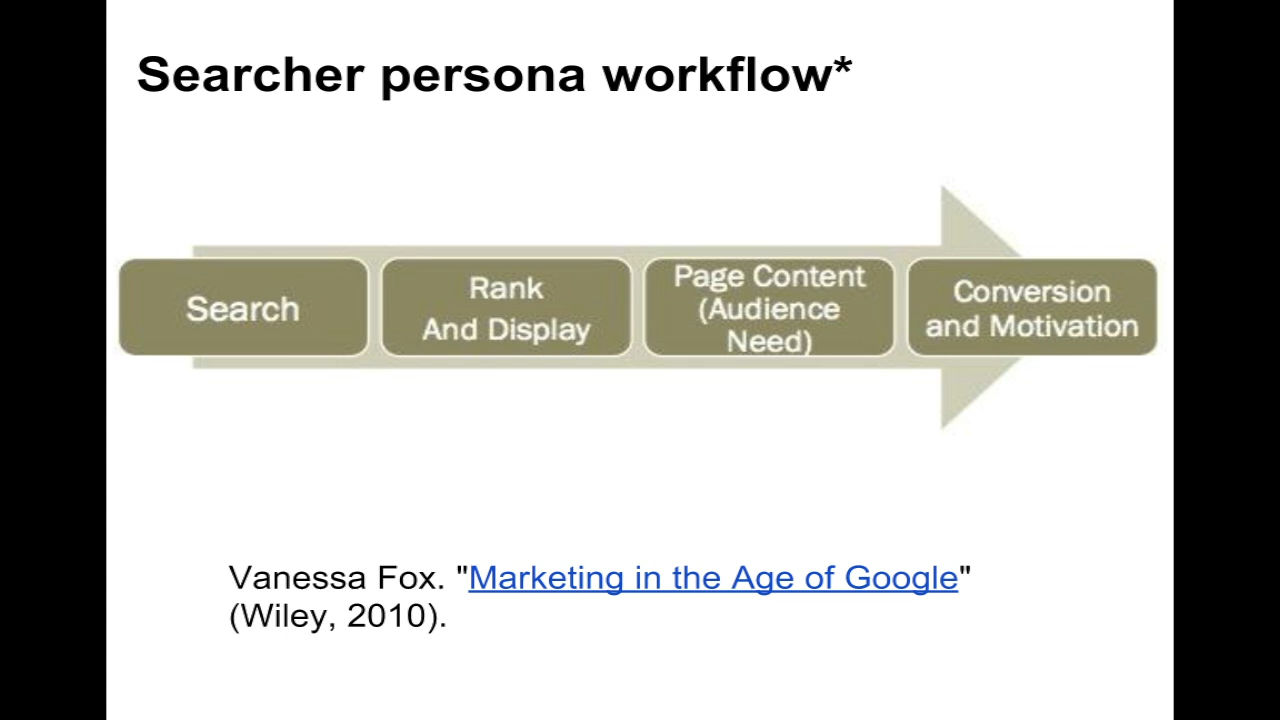 Searcher persona workflow*
Search
Rank
And Display
Page Content
(Audience
Need)
Conversion
and Motivation
Vanessa Fox. "Marketing in the Age of Google"
(Wiley, 2010).